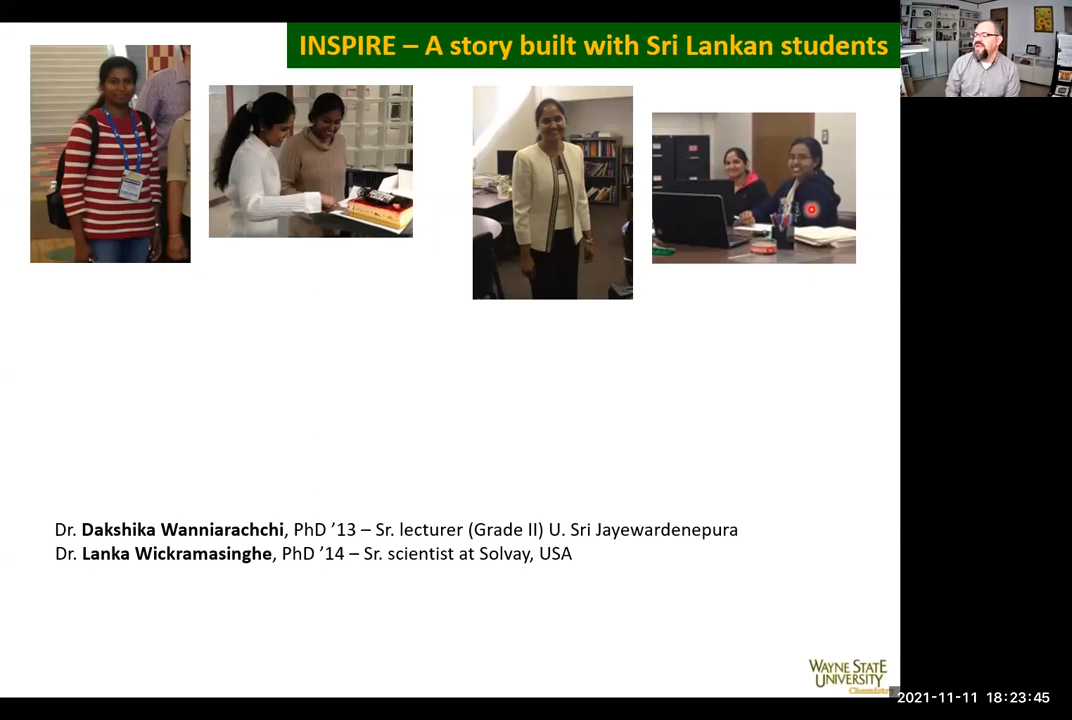 INSPIRE – A story built with Sri Lankan students
Dr. Dakshika Wanniarachchi, PhD ’13 – Sr. lecturer (Grade II) U. Sri Jayewardenepura
Dr. Lanka Wickramasinghe, PhD ’14 – Sr. scientist at Solvay, USA
WAYNE STATE
UNIVERSITY
Chemistry
2021-11-11 18:23:45